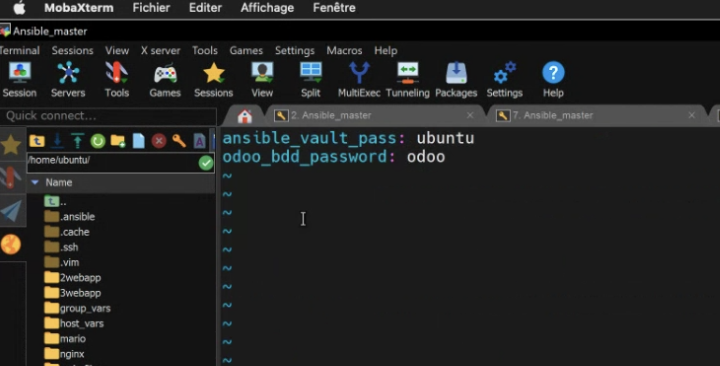 MobaXterm Fichier Editer Affichage Fenêtre
Ansible_master
Terminal Sessions View X server Tools Games Settings Macros Help
Session Servers Tools Games Sessions View Split MultiExec Tunneling Packages Settings Help
Quick connect...
2. Ansible_master
7. Ansible_master
/home/ubuntu/
Name
..
.ansible
.cache
.ssh
.vim
2webapp
3webapp
group_vars
host_vars
mario
nginx
ansible_vault_pass: ubuntu
odoo_bdd_password: odoo
~
~
~
~
~
~
~
~
~
~
~